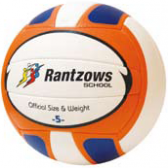 Rantzows
SCHOOL
Official Size & Weight
-5-